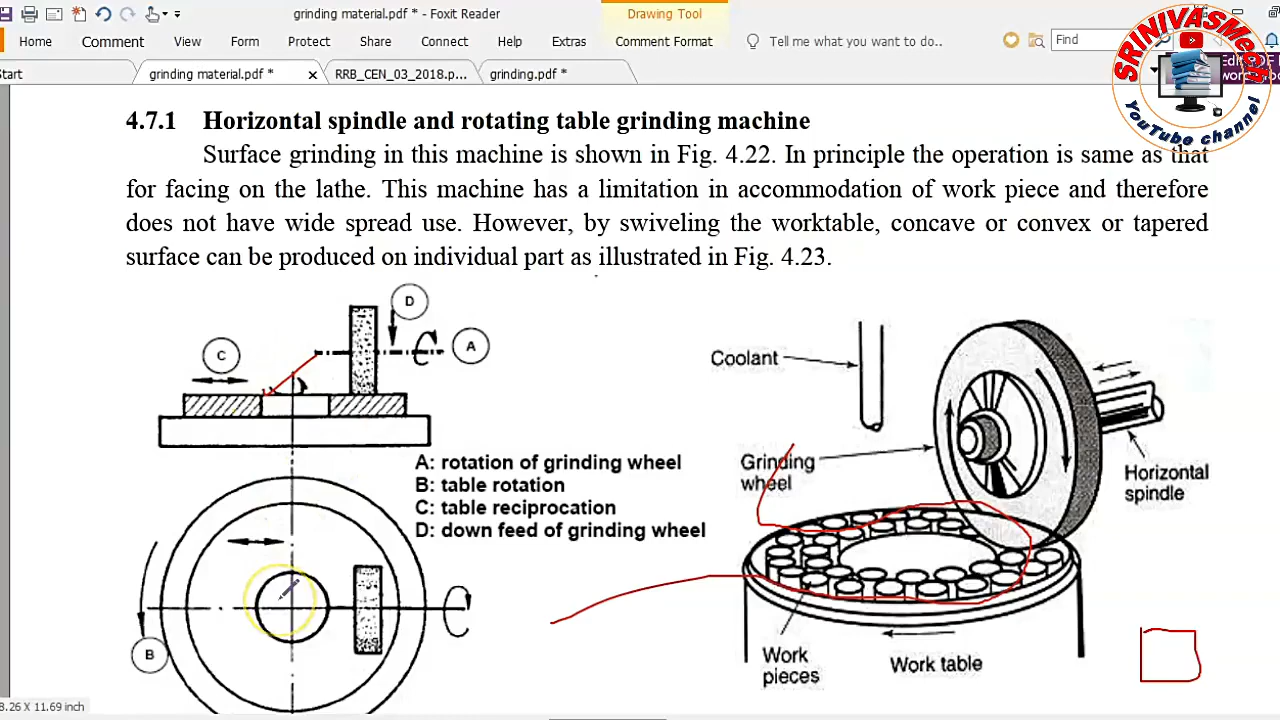 grinding material.pdf * - Foxit Reader
Drawing Tool
Home Comment View Form Protect Share Connect Help Extras Comment Format Tell me what you want to do.. Find
Start grinding material.pdf * RRB_CEN_03_2018.p... grinding.pdf *
SRINIVASMech
YouTube channel
4.7.1 Horizontal spindle and rotating table grinding machine
Surface grinding in this machine is shown in Fig. 4.22. In principle the operation is same as that
for facing on the lathe. This machine has a limitation in accommodation of work piece and therefore
does not have wide spread use. However, by swiveling the worktable, concave or convex or tapered
surface can be produced on individual part as illustrated in Fig. 4.23.
D
A
C
A: rotation of grinding wheel
B: table rotation
C: table reciprocation
D: down feed of grinding wheel
B
Coolant
Grinding
wheel
Horizontal
spindle
Work
pieces
Work table
8.26 X 11.69 inch